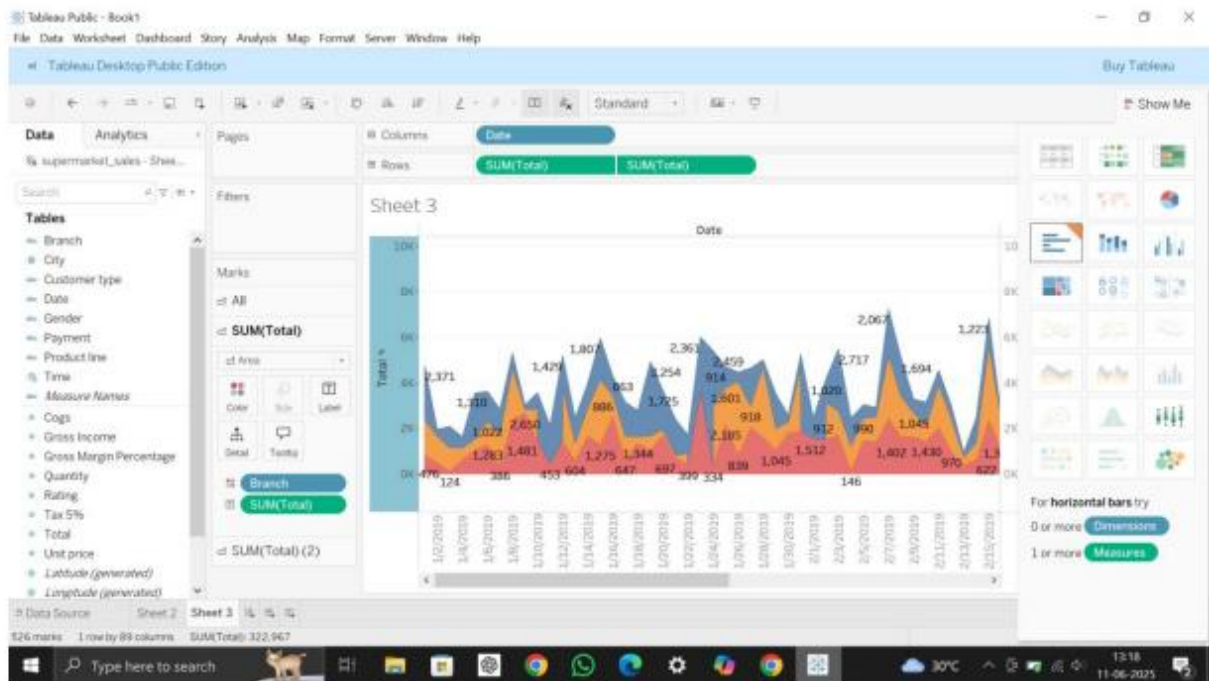 Tableau Public - Book1
File Data Worksheet Dashboard Story Analysis Map Format Server Window Help
Tableau Desktop Public Edition
Buy Tableau
Standard
Show Me
Data Analytics
supermarket_sales - Shee...
Search
Tables
Branch
City
Customer type
Date
Gender
Payment
Product line
Time
Measure Names
Cogs
Gross Income
Gross Margin Percentage
Quantity
Rating
Tax 5%
Total
Unit price
Latitude (generated)
Longitude (generated)
Pages
Filters
Marks
All
SUM(Total)
Area
Color Size Label
Detail Tooltip
Branch
SUM(Total)
SUM(Total) (2)
Columns Date
Rows SUM(Total) SUM(Total)
Sheet 3
Date
Total
10K
8K
6K
4K
2K
0K
2,067
1,223
1,807
2,361
2,459
2,717
1,429
2,371
2,254
1,694
914
863
1,310
1,725
1,601
1,020
886
918
1,022
2,650
912
990
1,045
2,185
1,283
1,481
1,275
1,344
1,512
1,402
1,430
839
1,045
970
476
386
453
604
647
697
399
334
622
124
146
1/2/2019
1/4/2019
1/6/2019
1/8/2019
1/10/2019
1/12/2019
1/14/2019
1/16/2019
1/18/2019
1/20/2019
1/22/2019
1/24/2019
1/26/2019
1/28/2019
1/30/2019
2/1/2019
2/3/2019
2/5/2019
2/7/2019
2/9/2019
2/11/2019
2/13/2019
2/15/2019
For horizontal bars try
0 or more Dimensions
1 or more Measures
Data Source Sheet 2 Sheet 3
526 marks 1 row by 89 columns SUM(Total): 322,967
Type here to search
30°C
13:18
11-06-2025